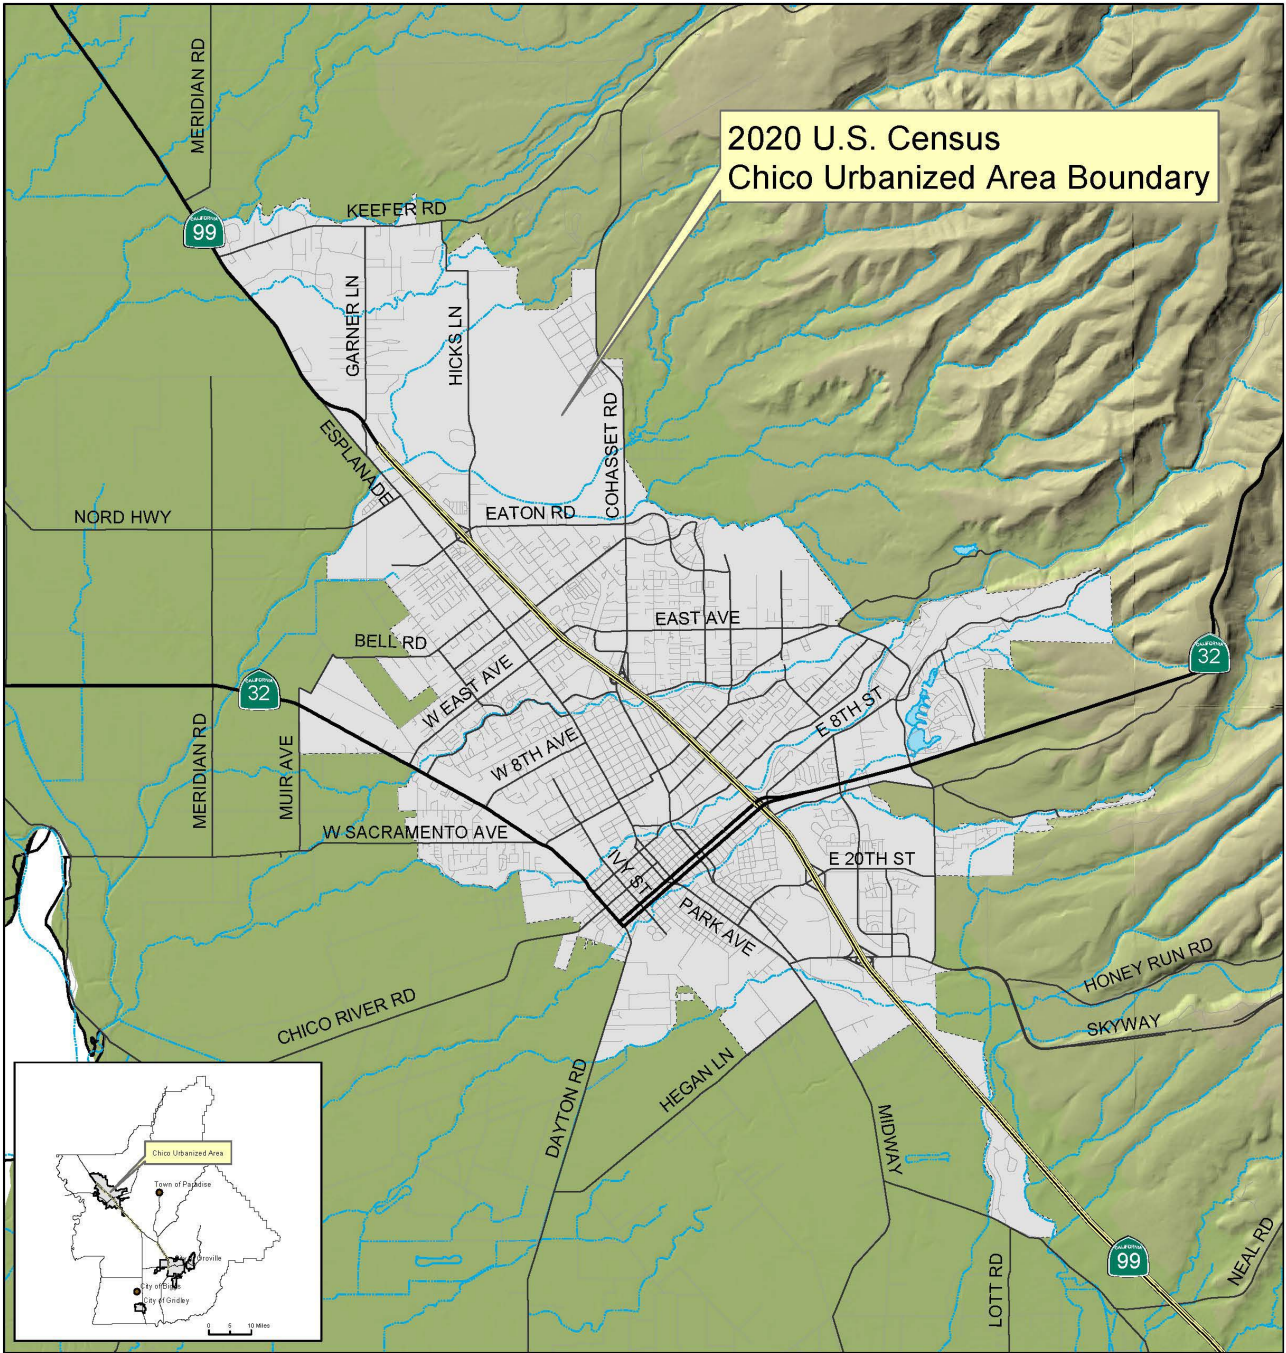 MERIDIAN RD
2020 U.S. Census
Chico Urbanized Area Boundary
KEEFER RD
CALIFORNIA
99
GARNER LN
HICKS LN
COHASSET RD
ESPLANADE
NORD HWY
EATON RD
EAST AVE
BELL RD
CALIFORNIA
32
CALIFORNIA
32
W EAST AVE
E 8TH ST
W 8TH AVE
MERIDIAN RD
MUIR AVE
W SACRAMENTO AVE
IVY ST
E 20TH ST
PARK AVE
HONEY RUN RD
SKYWAY
CHICO RIVER RD
HEGAN LN
DAYTON RD
MIDWAY
NEAL RD
LOTT RD
CALIFORNIA
99
Chico Urbanized Area
Town of Paradise
Oroville
City of Biggs
City of Gridley
0 5 10 Miles